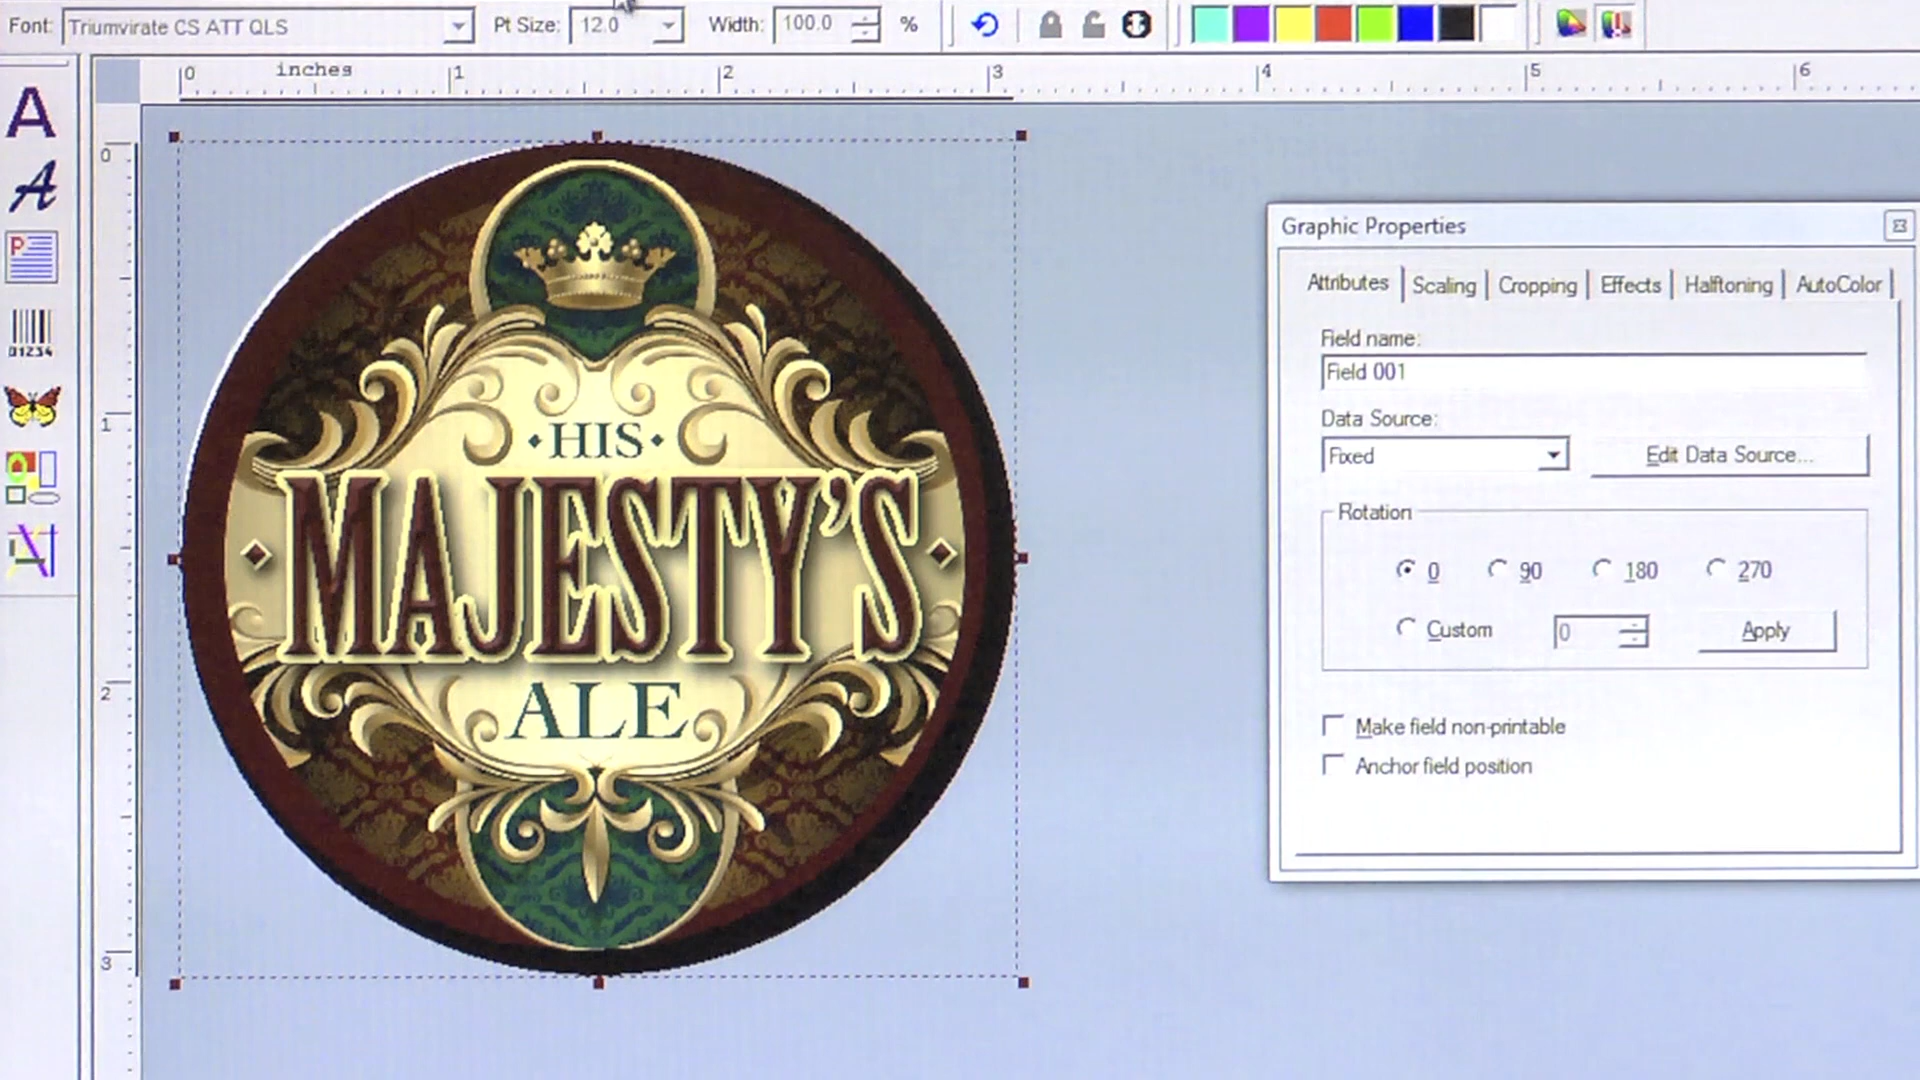 Font: Triumvirate CS ATT QLS Pt Size: 12.0 Width: 100.0 %
0 inches 1 2 3 4 5 6
A
A
P
01234
0
1
2
3
HIS
MAJESTY'S
ALE
Graphic Properties
Attributes Scaling Cropping Effects Halftoning AutoColor
Field name:
Field 001
Data Source:
Fixed Edit Data Source...
Rotation
0 90 180 270
Custom 0 Apply
Make field non-printable
Anchor field position